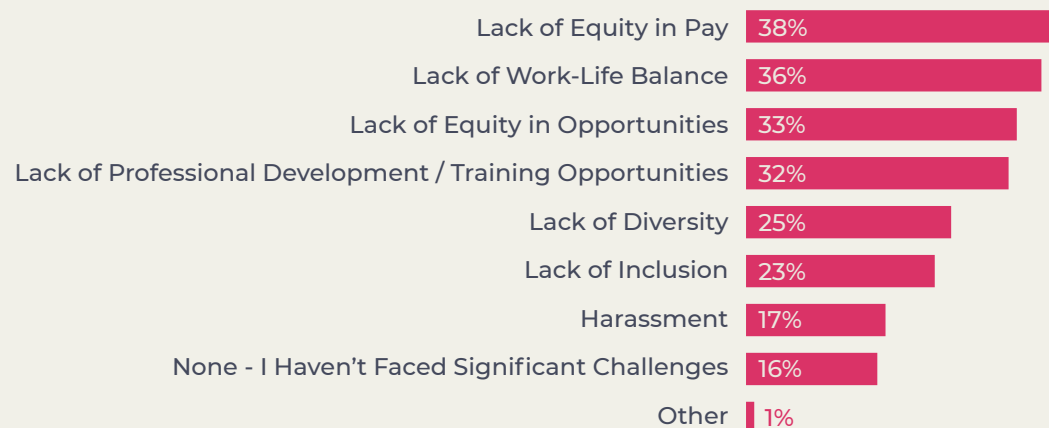 Lack of Equity in Pay 38%
Lack of Work-Life Balance 36%
Lack of Equity in Opportunities 33%
Lack of Professional Development / Training Opportunities 32%
Lack of Diversity 25%
Lack of Inclusion 23%
Harassment 17%
None - I Haven’t Faced Significant Challenges 16%
Other 1%